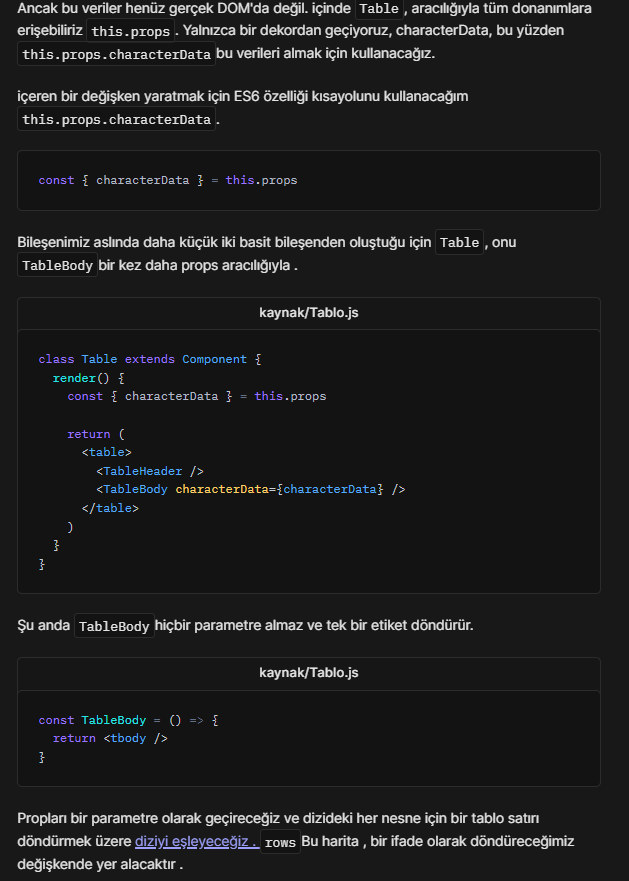 Ancak bu veriler henüz gerçek DOM'da değil. içinde Table , aracılığıyla tüm donanımlara
erişebiliriz this.props . Yalnızca bir dekordan geçiyoruz, characterData, bu yüzden
this.props.characterData bu verileri almak için kullanacağız.
içeren bir değişken yaratmak için ES6 özelliği kısayolunu kullanacağım
this.props.characterData .
const { characterData } = this.props
Bileşenimiz aslında daha küçük iki basit bileşenden oluştuğu için Table , onu
TableBody bir kez daha props aracılığıyla .
kaynak/Tablo.js
class Table extends Component {
render() {
const { characterData } = this.props
return (
<table>
<TableHeader />
<TableBody characterData={characterData} />
</table>
)
}
}
Şu anda TableBody hiçbir parametre almaz ve tek bir etiket döndürür.
kaynak/Tablo.js
const TableBody = () => {
return <tbody />
}
Propları bir parametre olarak geçireceğiz ve dizideki her nesne için bir tablo satırı
döndürmek üzere diziyi eşleyeceğiz . rows Bu harita , bir ifade olarak döndüreceğimiz
değişkende yer alacaktır .